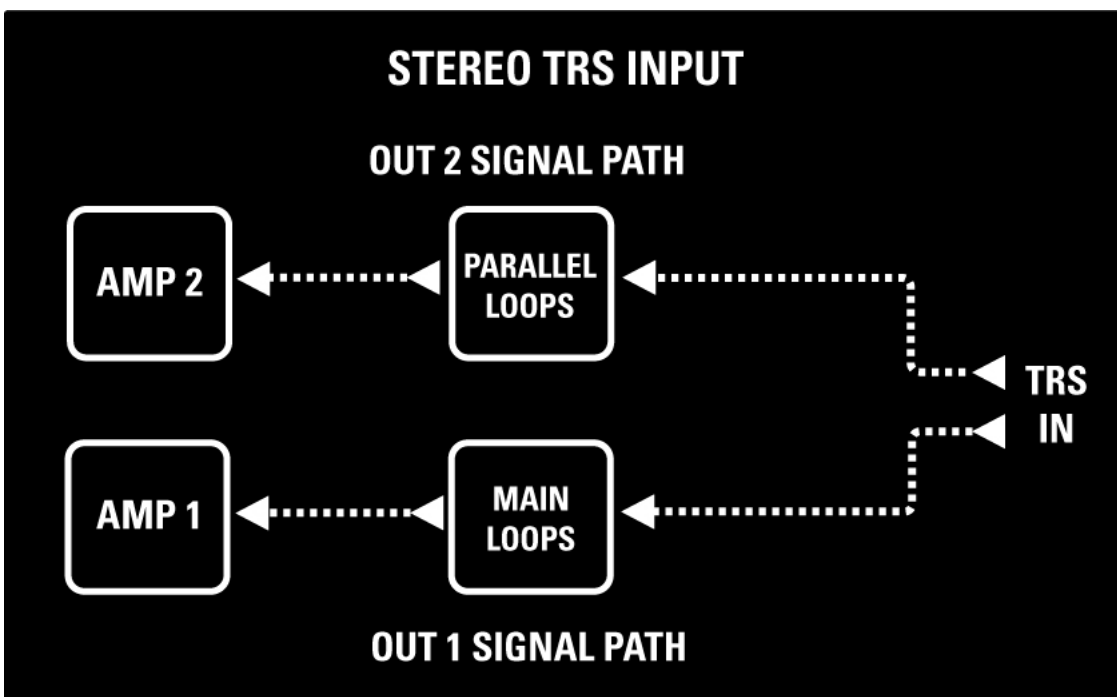 STEREO TRS INPUT
OUT 2 SIGNAL PATH
AMP 2
PARALLEL
LOOPS
TRS
IN
AMP 1
MAIN
LOOPS
OUT 1 SIGNAL PATH